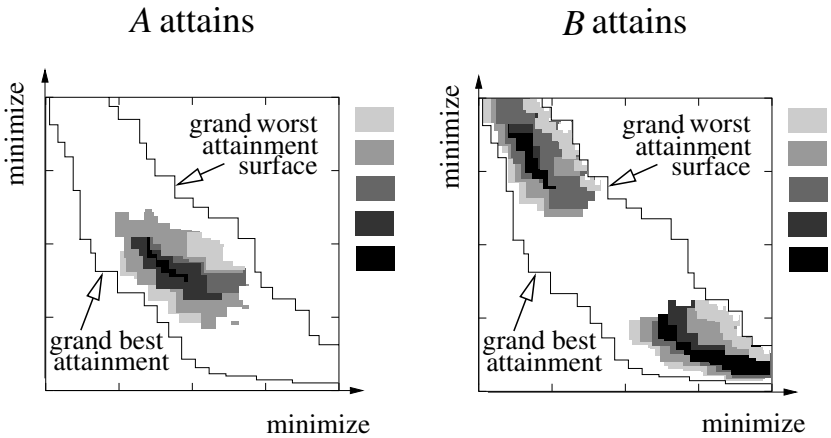 A attains
minimize
grand worst
attainment
surface
grand best
attainment
minimize
B attains
minimize
grand worst
attainment
surface
grand best
attainment
minimize